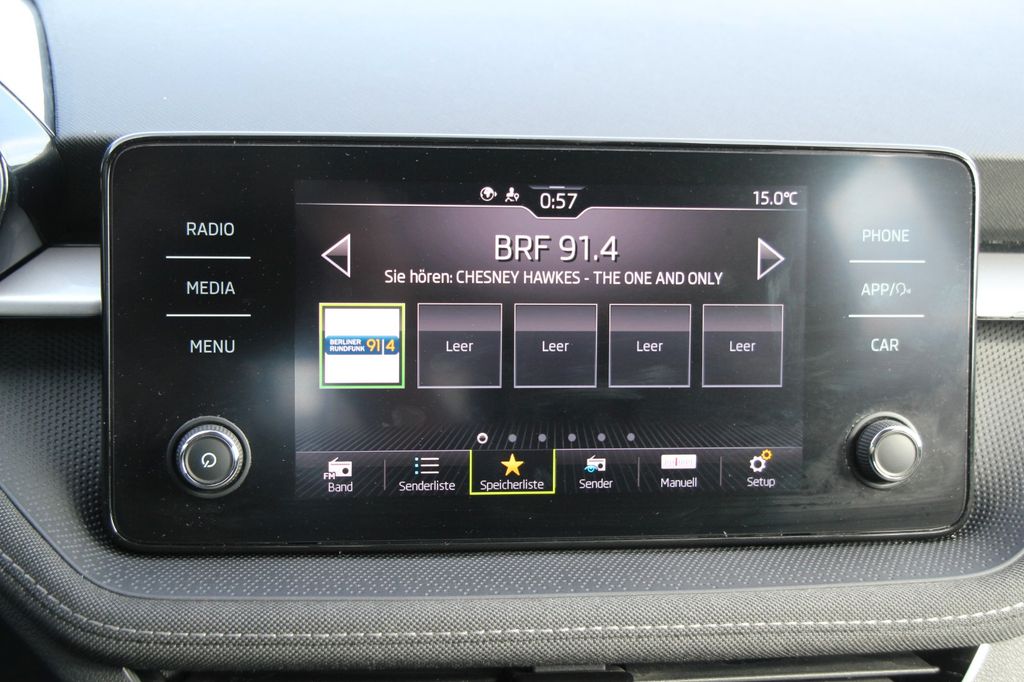 0:57
15.0°C
RADIO
MEDIA
MENU
BRF 91.4
Sie hören: CHESNEY HAWKES - THE ONE AND ONLY
BERLINER
RUNDFUNK 91|4
Leer
Leer
Leer
Leer
FM
Band
Senderliste
Speicherliste
Sender
Manuell
Setup
PHONE
APP/
CAR